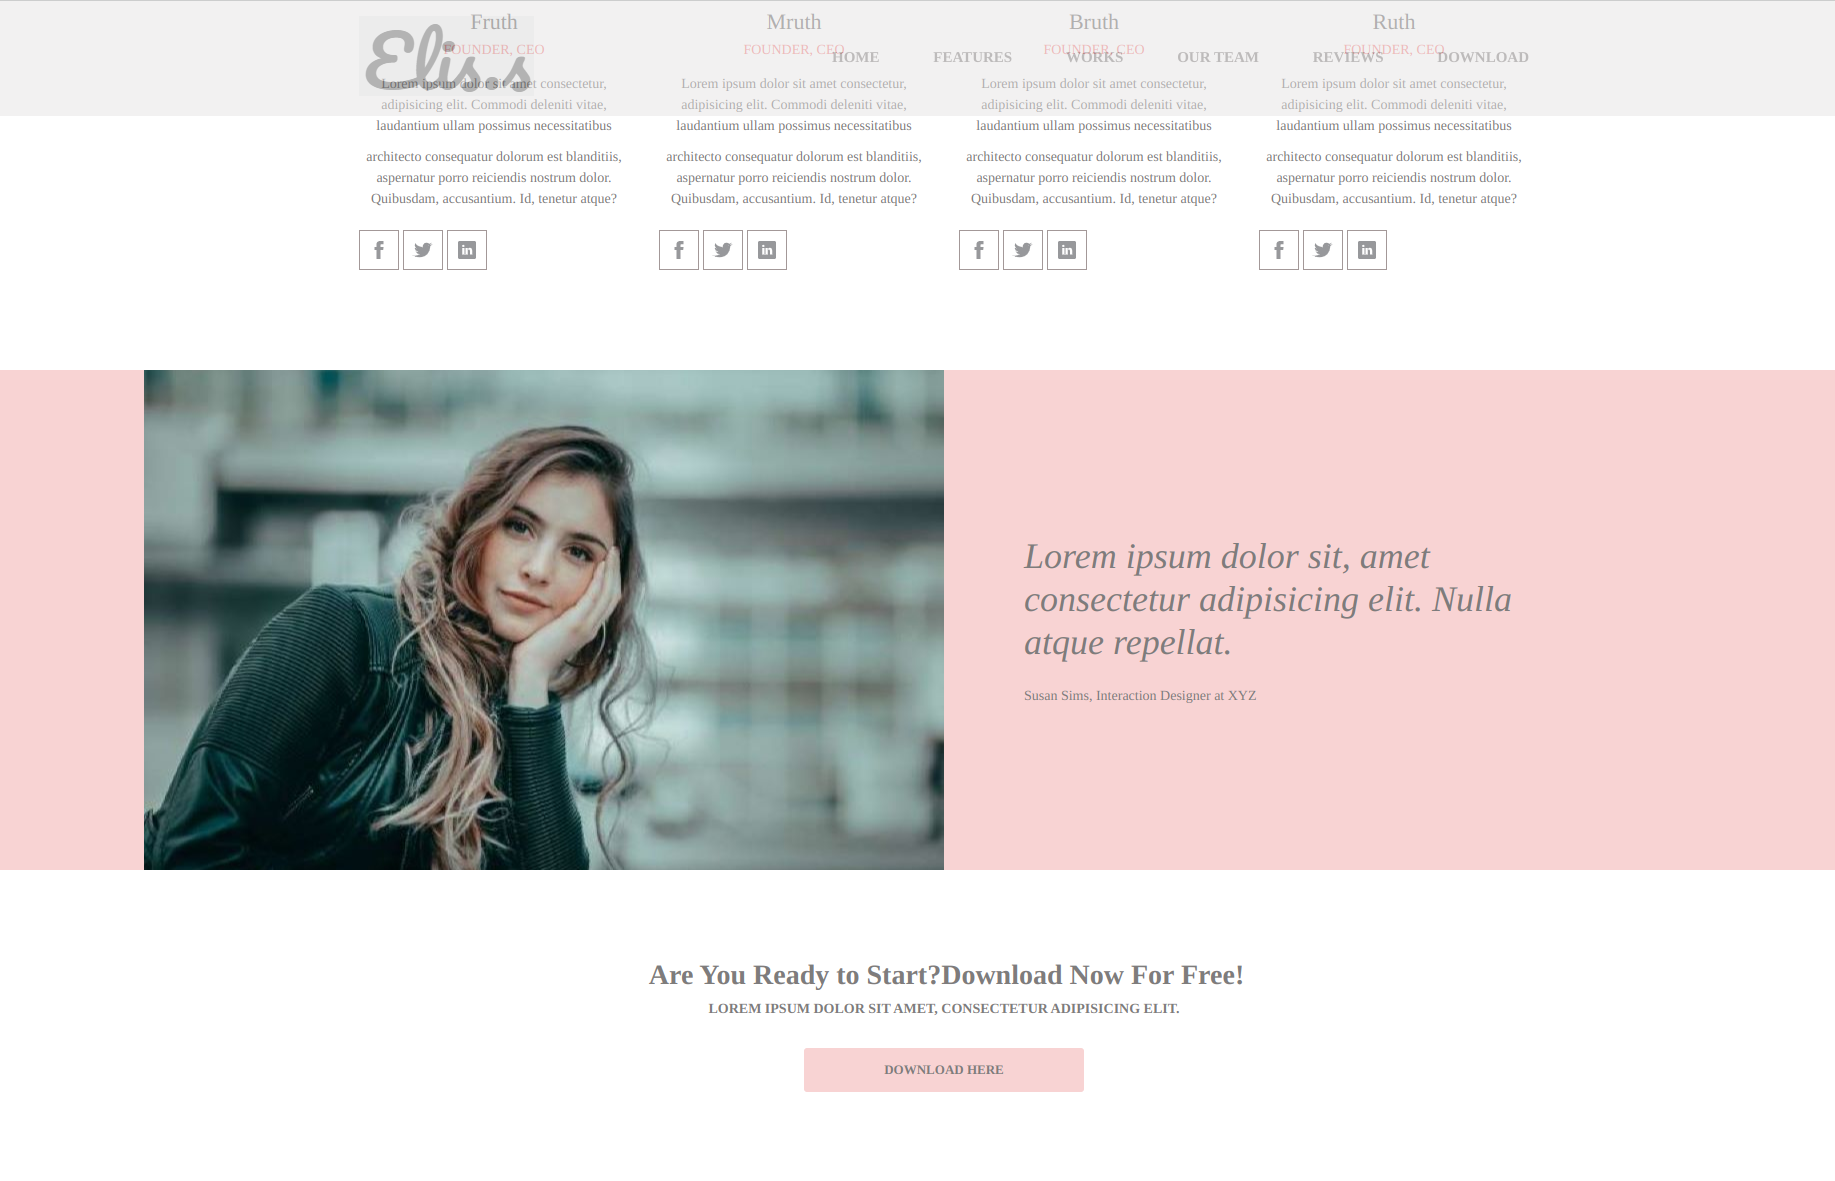 Elis.s
HOME FEATURES WORKS OUR TEAM REVIEWS DOWNLOAD
Fruth
FOUNDER, CEO
Lorem ipsum dolor sit amet consectetur,
adipisicing elit. Commodi deleniti vitae,
laudantium ullam possimus necessitatibus
architecto consequatur dolorum est blanditiis,
aspernatur porro reiciendis nostrum dolor.
Quibusdam, accusantium. Id, tenetur atque?
Mruth
FOUNDER, CEO
Lorem ipsum dolor sit amet consectetur,
adipisicing elit. Commodi deleniti vitae,
laudantium ullam possimus necessitatibus
architecto consequatur dolorum est blanditiis,
aspernatur porro reiciendis nostrum dolor.
Quibusdam, accusantium. Id, tenetur atque?
Bruth
FOUNDER, CEO
Lorem ipsum dolor sit amet consectetur,
adipisicing elit. Commodi deleniti vitae,
laudantium ullam possimus necessitatibus
architecto consequatur dolorum est blanditiis,
aspernatur porro reiciendis nostrum dolor.
Quibusdam, accusantium. Id, tenetur atque?
Ruth
FOUNDER, CEO
Lorem ipsum dolor sit amet consectetur,
adipisicing elit. Commodi deleniti vitae,
laudantium ullam possimus necessitatibus
architecto consequatur dolorum est blanditiis,
aspernatur porro reiciendis nostrum dolor.
Quibusdam, accusantium. Id, tenetur atque?
Lorem ipsum dolor sit, amet
consectetur adipisicing elit. Nulla
atque repellat.
Susan Sims, Interaction Designer at XYZ
Are You Ready to Start?Download Now For Free!
LOREM IPSUM DOLOR SIT AMET, CONSECTETUR ADIPISICING ELIT.
DOWNLOAD HERE